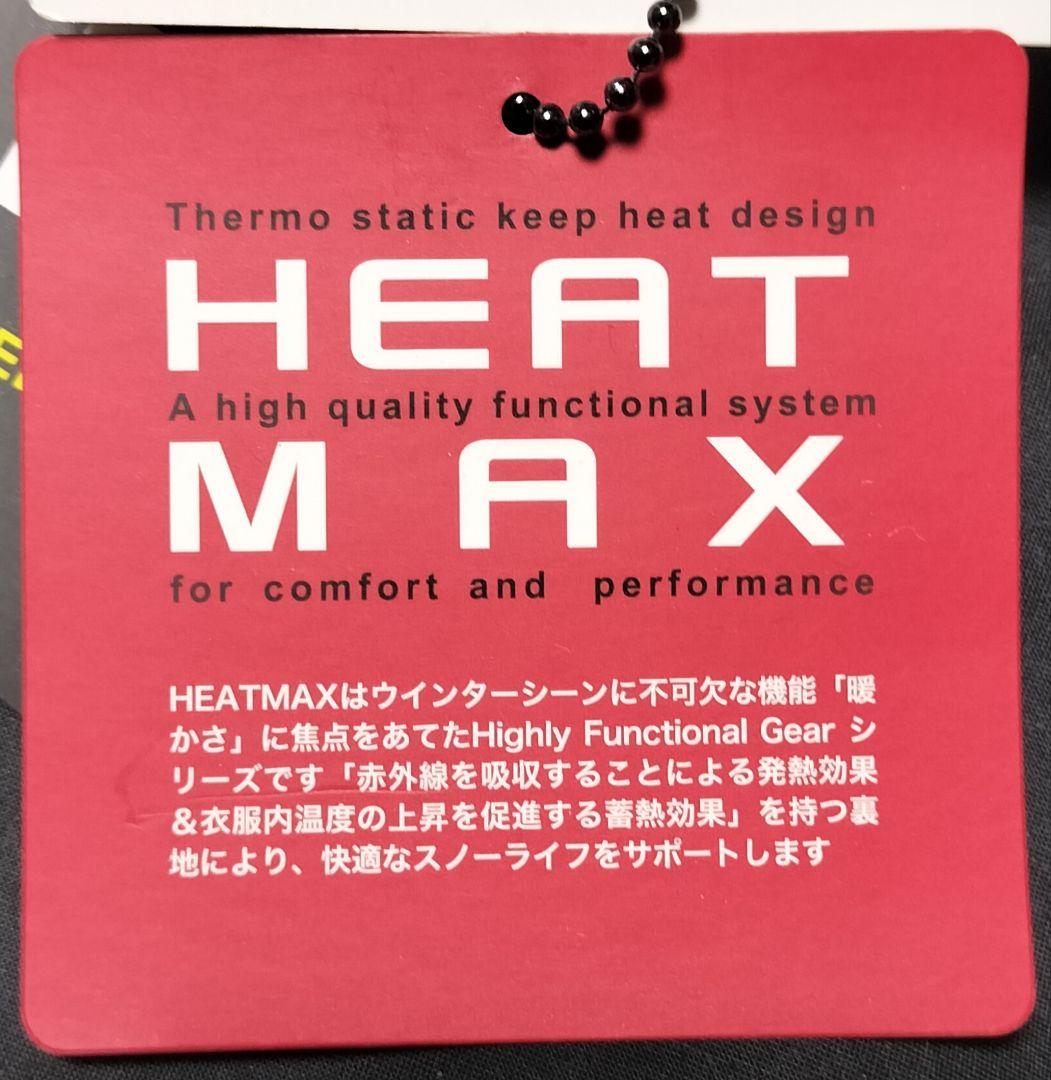 Thermo static keep heat design
HEAT
A high quality functional system
MAX
for comfort and performance
HEATMAXはウインターシーンに不可欠な機能「暖
かさ」に焦点をあてたHighly Functional Gear シ
リーズです「赤外線を吸収することによる発熱効果
&衣服内温度の上昇を促進する蓄熱効果」を持つ裏
地により、快適なスノーライフをサポートします